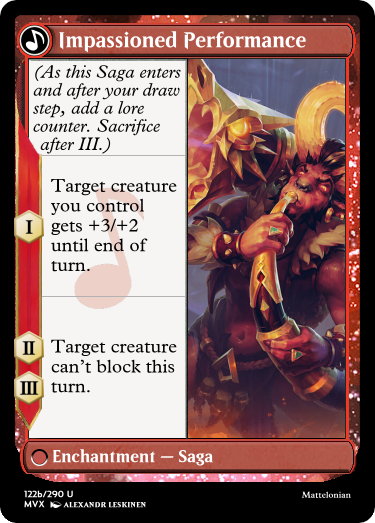 Impassioned Performance
(As this Saga enters
and after your draw
step, add a lore
counter. Sacrifice
after III.)
I
Target creature
you control
gets +3/+2
until end of
turn.
II
III
Target creature
can't block this
turn.
Enchantment — Saga
122b/290 U
MVX ALEXANDR LESKINEN
Mattelonian